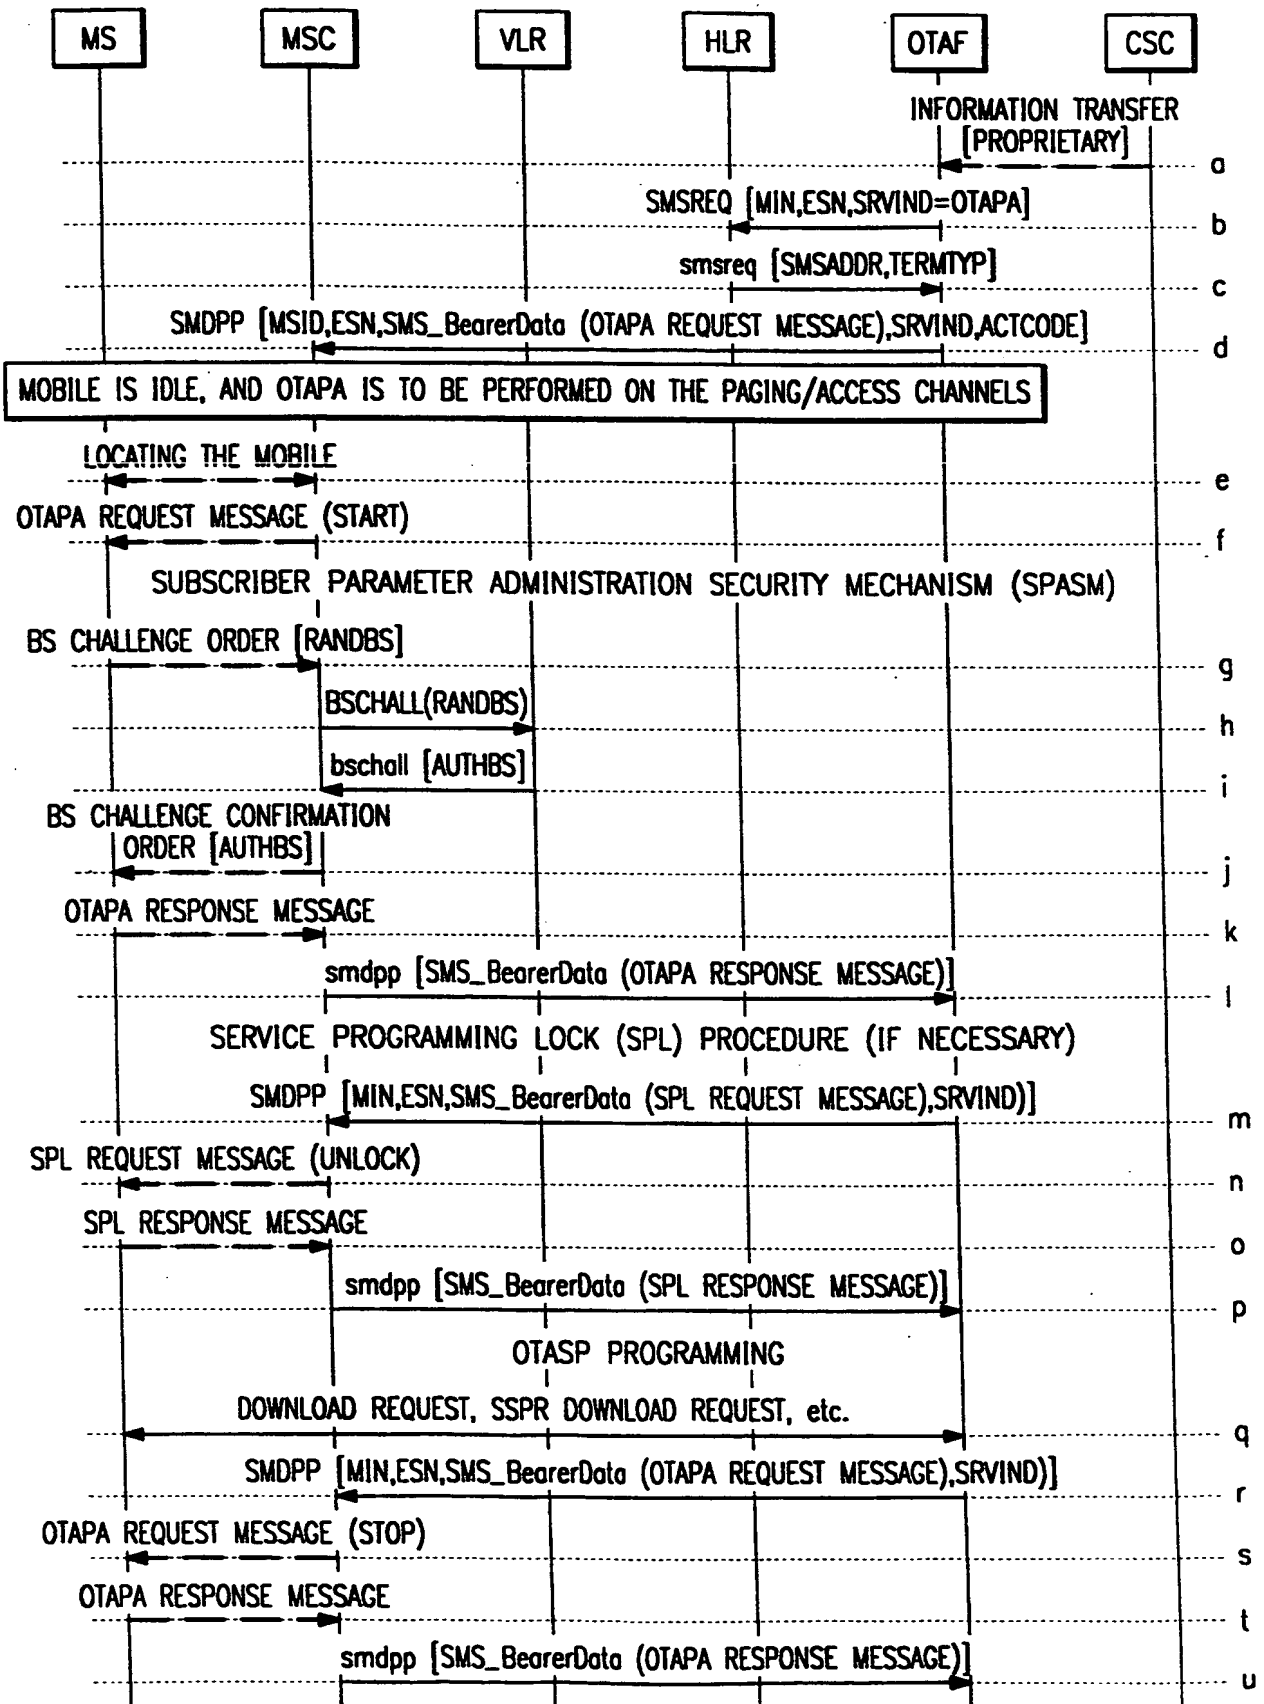 MS MSC VLR HLR OTAF CSC
INFORMATION TRANSFER
[PROPRIETARY]
a
SMSREQ [MIN,ESN,SRVIND=OTAPA]
b
smsreq [SMSADDR,TERMTYP]
c
SMDPP [MSID,ESN,SMS_BearerData (OTAPA REQUEST MESSAGE),SRVIND,ACTCODE]
d
MOBILE IS IDLE, AND OTAPA IS TO BE PERFORMED ON THE PAGING/ACCESS CHANNELS
LOCATING THE MOBILE
e
OTAPA REQUEST MESSAGE (START)
f
SUBSCRIBER PARAMETER ADMINISTRATION SECURITY MECHANISM (SPASM)
BS CHALLENGE ORDER [RANDBS]
g
BSCHALL(RANDBS)
h
bschall [AUTHBS]
i
BS CHALLENGE CONFIRMATION
ORDER [AUTHBS]
j
OTAPA RESPONSE MESSAGE
k
smdpp [SMS_BearerData (OTAPA RESPONSE MESSAGE)]
l
SERVICE PROGRAMMING LOCK (SPL) PROCEDURE (IF NECESSARY)
SMDPP [MIN,ESN,SMS_BearerData (SPL REQUEST MESSAGE),SRVIND)]
m
SPL REQUEST MESSAGE (UNLOCK)
n
SPL RESPONSE MESSAGE
o
smdpp [SMS_BearerData (SPL RESPONSE MESSAGE)]
p
OTASP PROGRAMMING
DOWNLOAD REQUEST, SSPR DOWNLOAD REQUEST, etc.
q
SMDPP [MIN,ESN,SMS_BearerData (OTAPA REQUEST MESSAGE),SRVIND)]
r
OTAPA REQUEST MESSAGE (STOP)
s
OTAPA RESPONSE MESSAGE
t
smdpp [SMS_BearerData (OTAPA RESPONSE MESSAGE)]
u